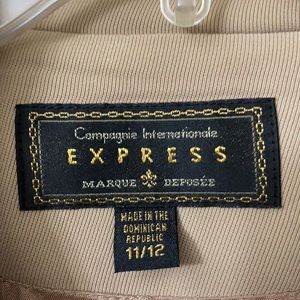 Compagnie Internationale
EXPRESS
MARQUE DEPOSÉE
MADE IN THE
DOMINICAN
REPUBLIC
11/12